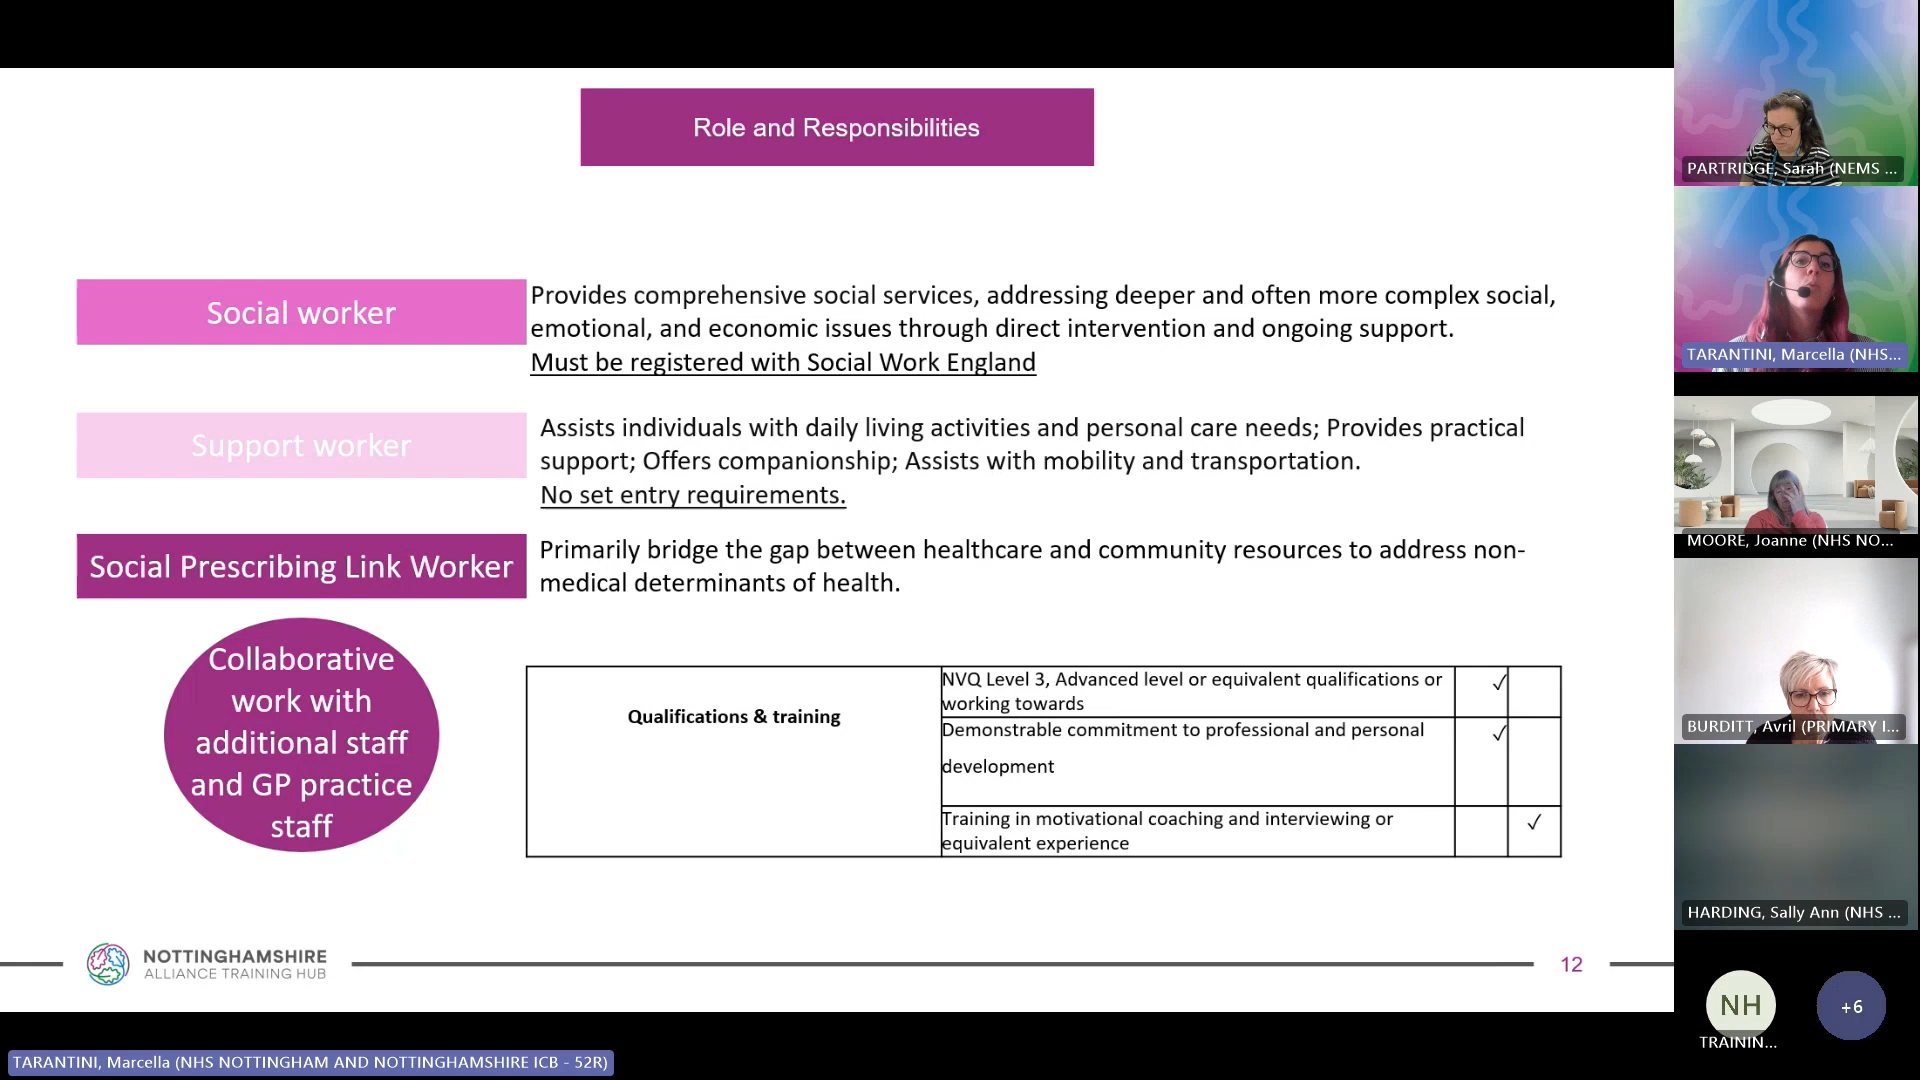 Role and Responsibilities
Social worker
Provides comprehensive social services, addressing deeper and often more complex social,
emotional, and economic issues through direct intervention and ongoing support.
Must be registered with Social Work England
Support worker
Assists individuals with daily living activities and personal care needs; Provides practical
support; Offers companionship; Assists with mobility and transportation.
No set entry requirements.
Social Prescribing Link Worker
Primarily bridge the gap between healthcare and community resources to address non-
medical determinants of health.
Collaborative
work with
additional staff
and GP practice
staff
Qualifications & training
NVQ Level 3, Advanced level or equivalent qualifications or
working towards
✓
Demonstrable commitment to professional and personal
development
✓
Training in motivational coaching and interviewing or
equivalent experience
✓
NOTTINGHAMSHIRE
ALLIANCE TRAINING HUB
12
PARTRIDGE, Sarah (NEMS ...
TARANTINI, Marcella (NHS...
MOORE, Joanne (NHS NO...
BURDITT, Avril (PRIMARY I...
HARDING, Sally Ann (NHS ...
NH
TRAININ...
+6
TARANTINI, Marcella (NHS NOTTINGHAM AND NOTTINGHAMSHIRE ICB - 52R)